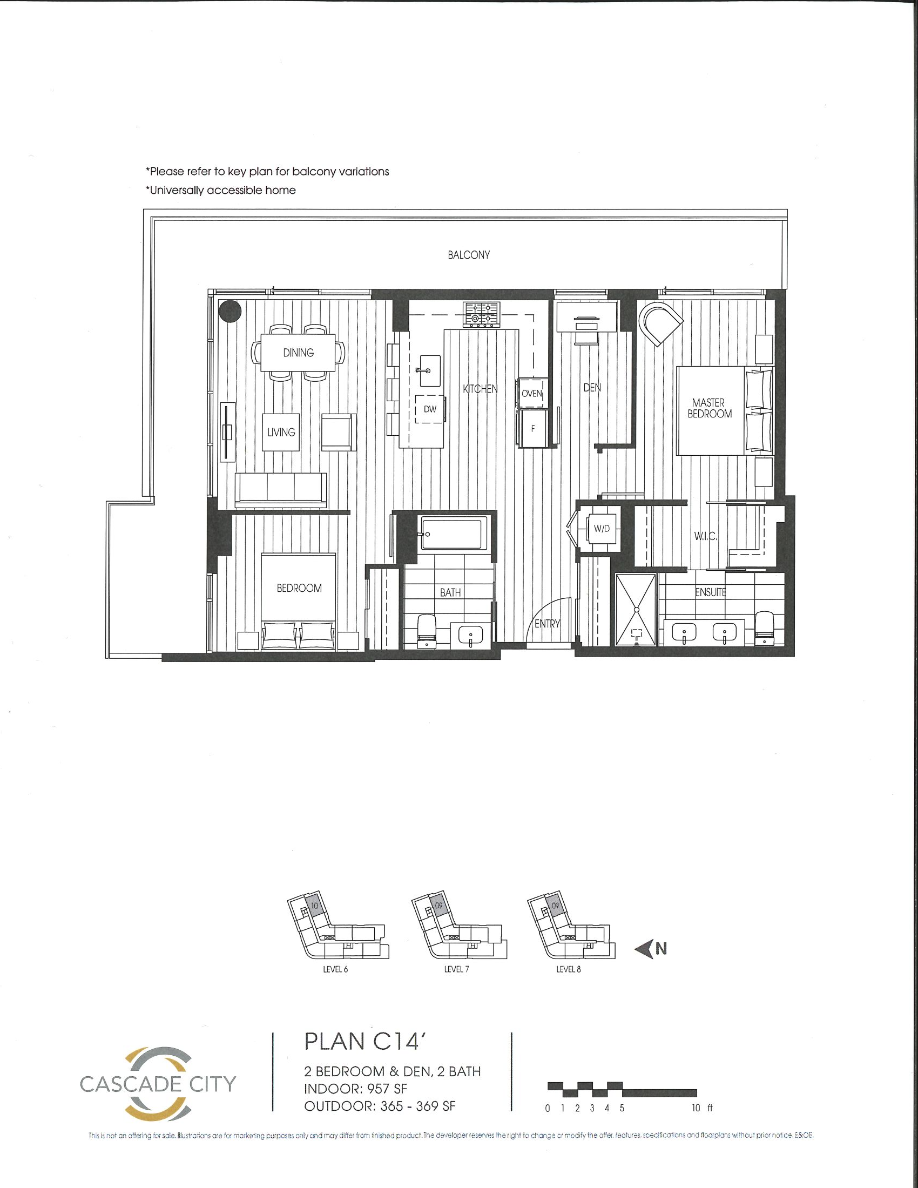 *Please refer to key plan for balcony variations
*Universally accessible home
BALCONY
DINING
KITCHEN
OVEN
DEN
DW
MASTER
BEDROOM
LIVING
F
W/D
W.I.C.
BEDROOM
BATH
ENSUITE
ENTRY
10
09
09
LEVEL 6
LEVEL 7
LEVEL 8
N
PLAN C14'
2 BEDROOM & DEN, 2 BATH
INDOOR: 957 SF
OUTDOOR: 365 - 369 SF
CASCADE CITY
0 1 2 3 4 5 10 ft
This is not an offering for sale. Illustrations are for marketing purposes only and may differ from finished product. The developer reserves the right to change or modify the offer, features, specifications and floorplans without prior notice. E&OE.